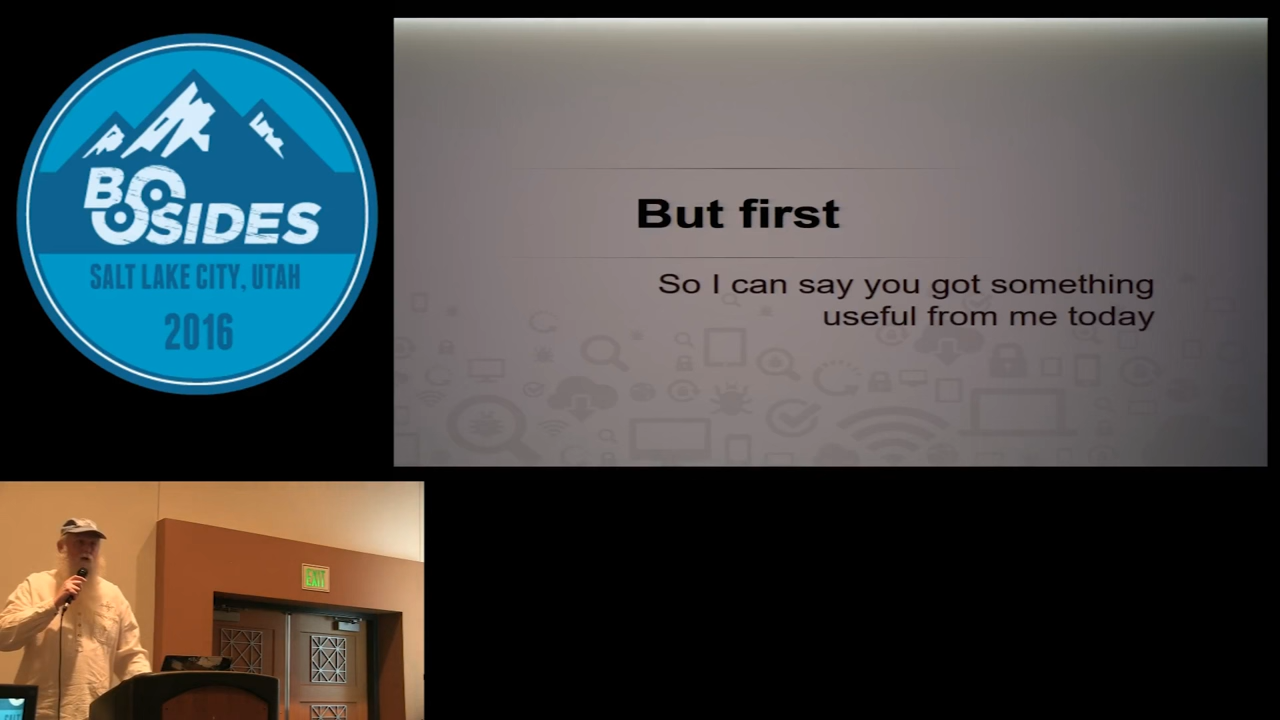 BSIDES
SALT LAKE CITY, UTAH
2016
But first
So I can say you got something
useful from me today
EXIT
SALT